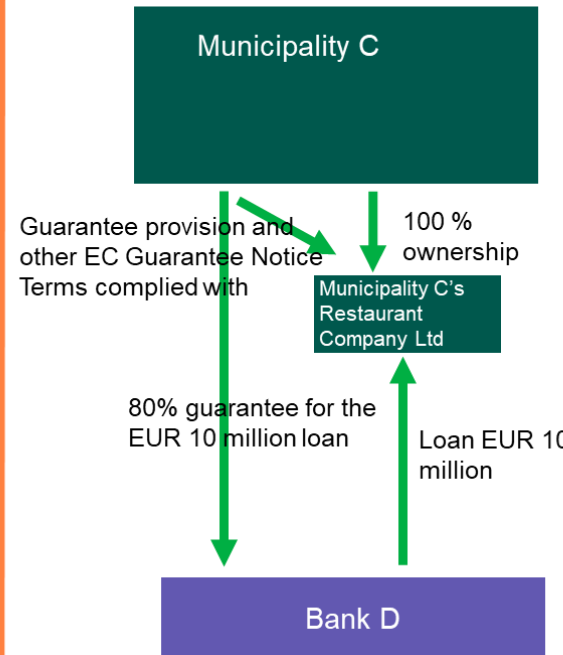 Municipality C
Guarantee provision and
other EC Guarantee Notice
Terms complied with
100 %
ownership
Municipality C's
Restaurant
Company Ltd
80% guarantee for the
EUR 10 million loan
Loan EUR 10
million
Bank D